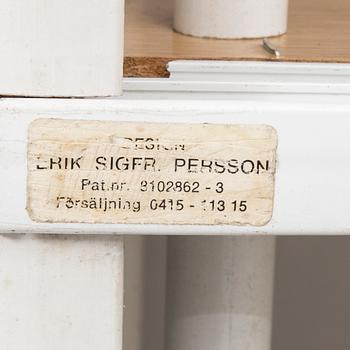 DESIGN
ERIK SIGFR. PERSSON
Pat.nr. 8102862 - 3
Försäljning 0415 - 113 15